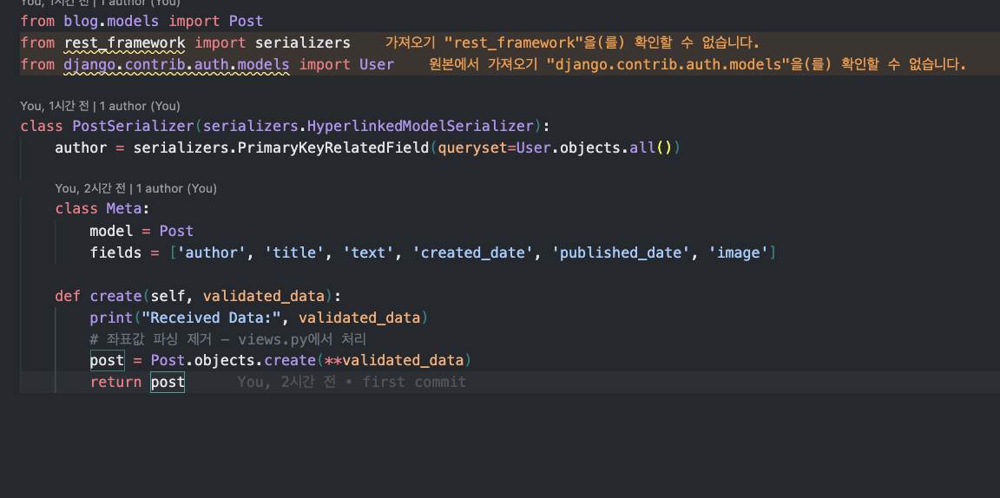 You, 1시간 전 | 1 author (You)
from blog.models import Post
from rest_framework import serializers 가져오기 "rest_framework"을(를) 확인할 수 없습니다.
from django.contrib.auth.models import User 원본에서 가져오기 "django.contrib.auth.models"을(를) 확인할 수 없습니다.
You, 1시간 전 | 1 author (You)
class PostSerializer(serializers.HyperlinkedModelSerializer):
author = serializers.PrimaryKeyRelatedField(queryset=User.objects.all())
You, 2시간 전 | 1 author (You)
class Meta:
model = Post
fields = ['author', 'title', 'text', 'created_date', 'published_date', 'image']
def create(self, validated_data):
print("Received Data:", validated_data)
# 좌표값 파싱 제거 – views.py에서 처리
post = Post.objects.create(**validated_data)
return post You, 2시간 전 • first commit